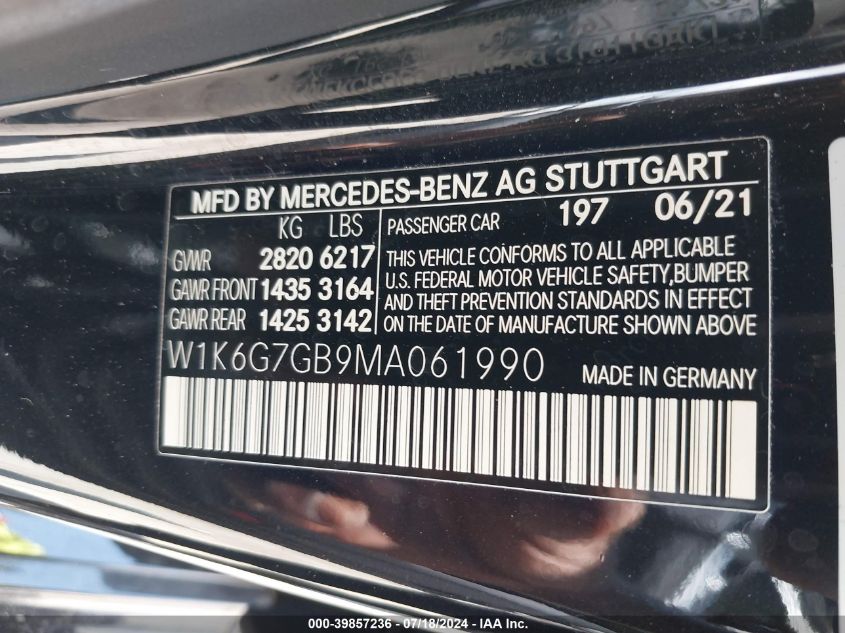 MFD BY MERCEDES-BENZ AG STUTTGART
KG LBS
GVWR 2820 6217
GAWR FRONT 1435 3164
GAWR REAR 1425 3142
PASSENGER CAR 197 06/21
THIS VEHICLE CONFORMS TO ALL APPLICABLE
U.S. FEDERAL MOTOR VEHICLE SAFETY,BUMPER
AND THEFT PREVENTION STANDARDS IN EFFECT
ON THE DATE OF MANUFACTURING SHOWN ABOVE
W1K6G7GB9MA061990
MADE IN GERMANY
000-39857236 - 07/18/2024 - IAA Inc.